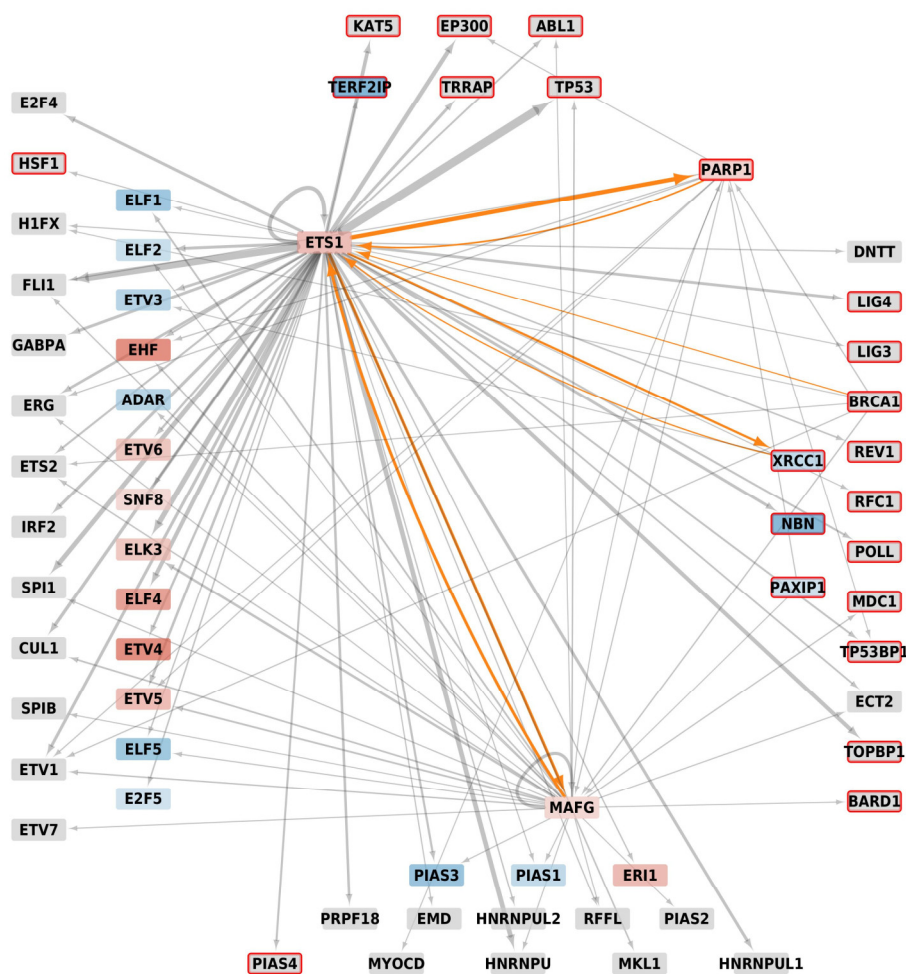 KAT5 EP300 ABL1
TERF2IP TRRAP TP53
E2F4
HSF1 PARP1
ELF1
H1FX
ETS1
ELF2 DNTT
FLI1
ETV3 LIG4
GABPA
EHF LIG3
ADAR BRCA1
ERG
ETV6 REV1
XRCC1
ETS2
SNF8 RFC1
IRF2 NBN
ELK3 POLL
SPI1 PAXIP1
ELF4 MDC1
CUL1 ETV4 TP53BP1
ETV5 ECT2
SPIB
ELF5 TOPBP1
ETV1
E2F5 BARD1
MAFG
ETV7
PIAS3 PIAS1 ERI1
PRPF18 EMD HNRNPUL2 RFFL PIAS2
PIAS4 MYOCD HNRNPU MKL1 HNRNPUL1